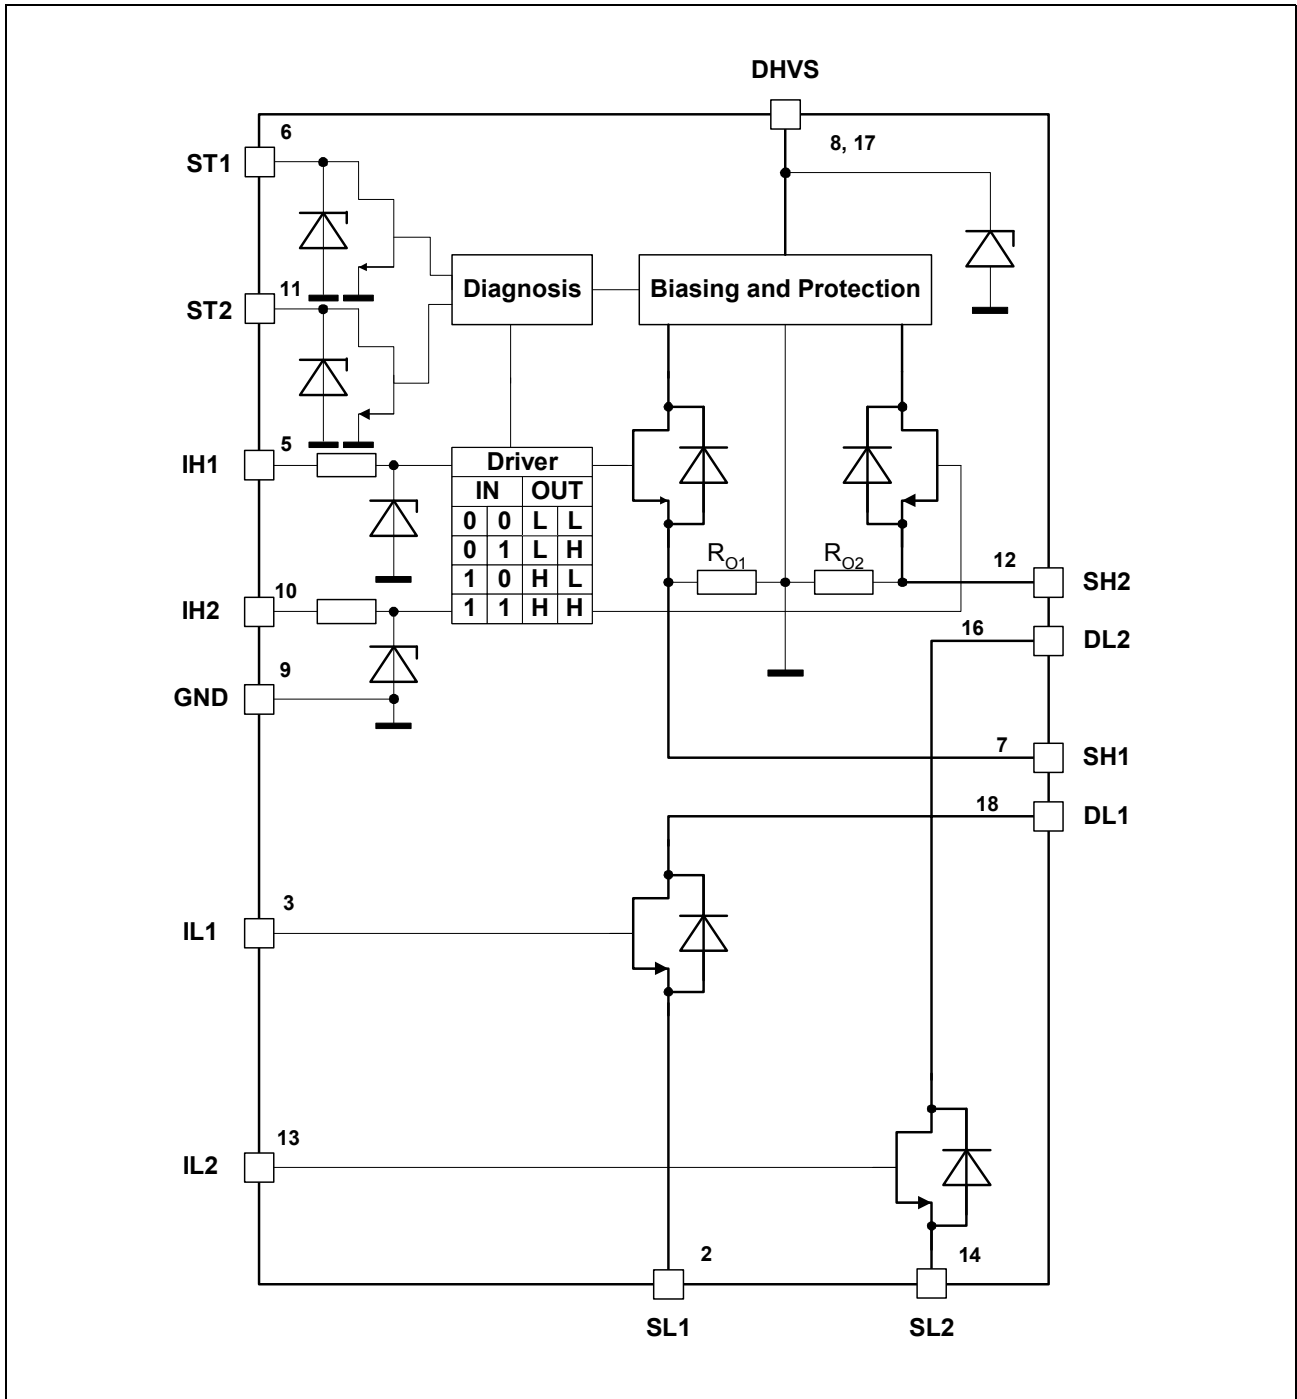 DHVS
8, 17
6
ST1
11
ST2
Diagnosis
Biasing and Protection
5
IH1
Driver
IN OUT
0 0 L L
0 1 L H
1 0 H L
1 1 H H
RO1
RO2
12
SH2
10
IH2
16
DL2
9
GND
7
SH1
18
DL1
3
IL1
13
IL2
2
14
SL1
SL2